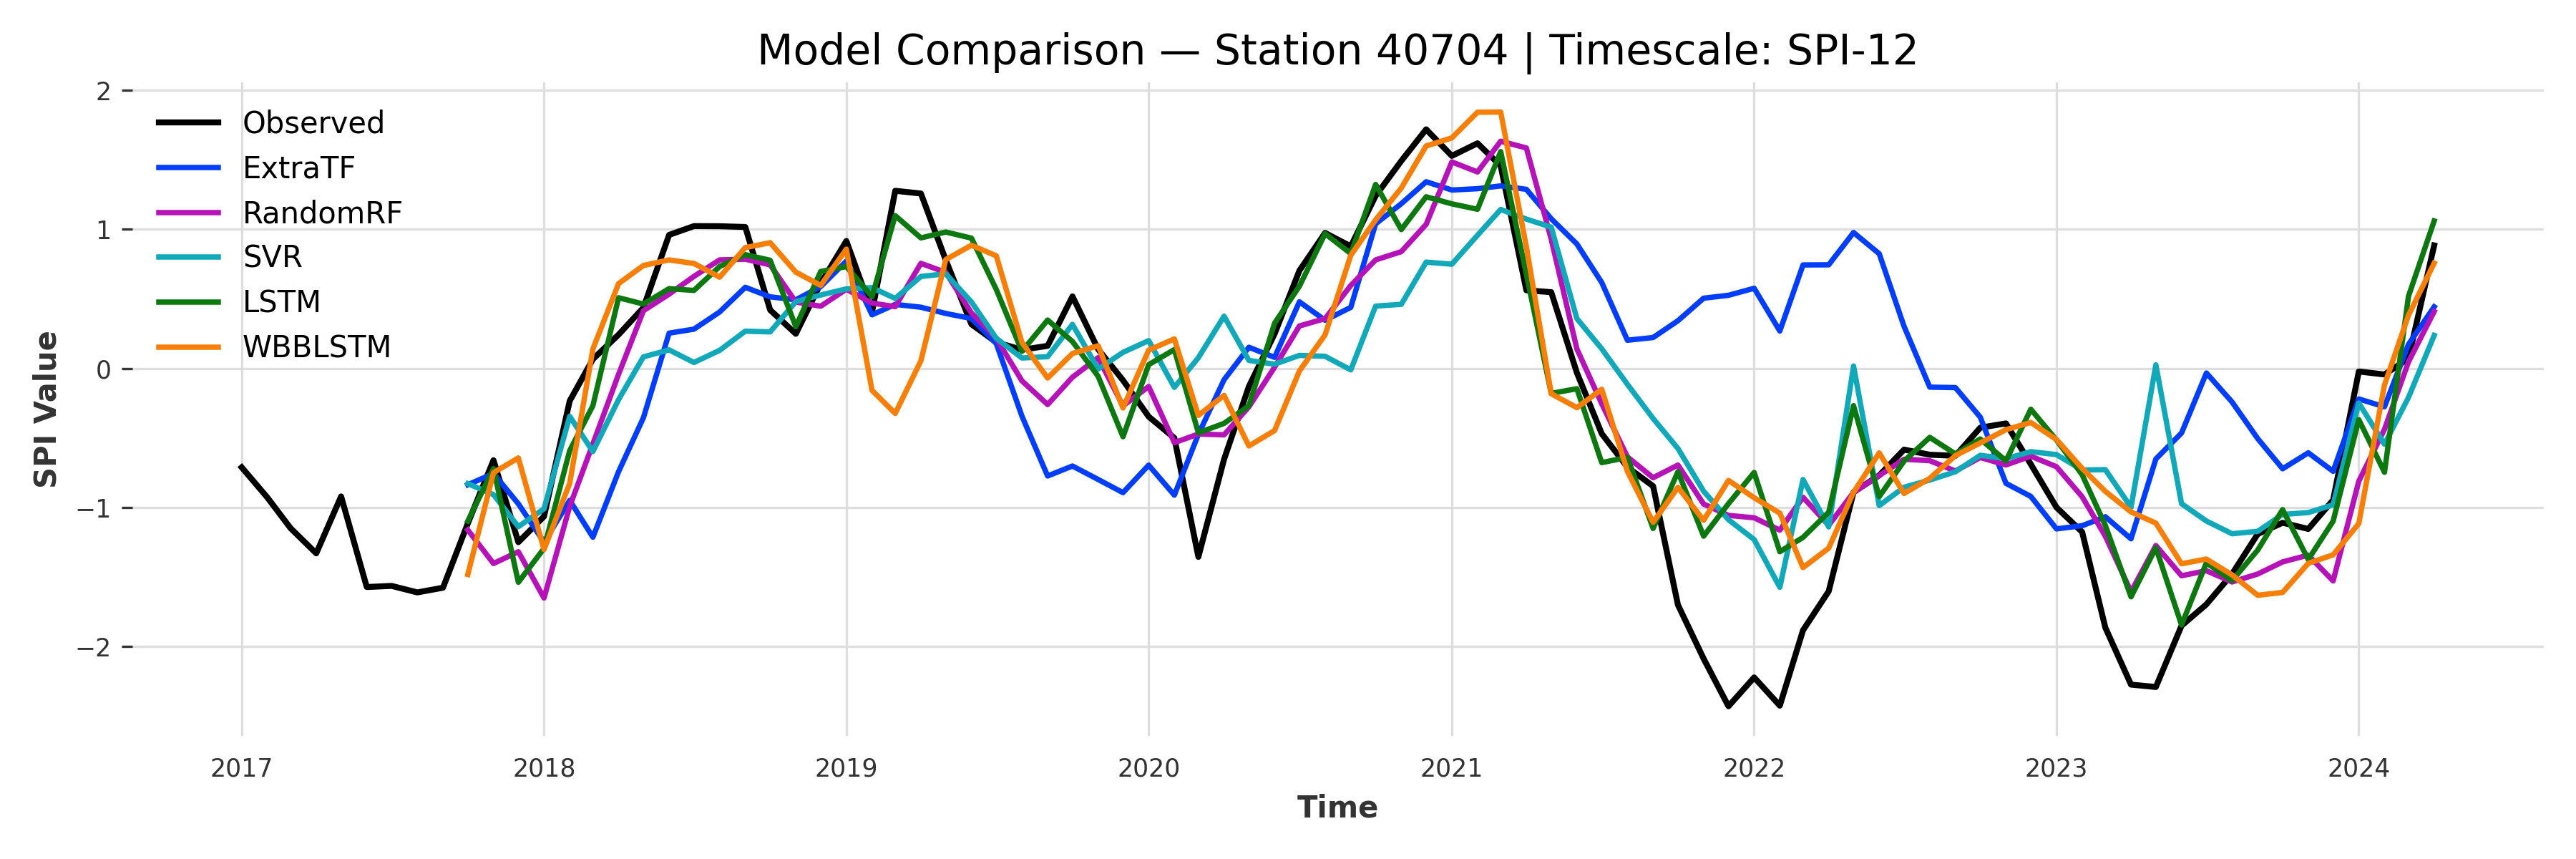 Model Comparison — Station 40704 | Timescale: SPI-12
2
1
0
−1
−2
SPI Value
Observed
ExtraTF
RandomRF
SVR
LSTM
WBBLSTM
2017 2018 2019 2020 2021 2022 2023 2024
Time